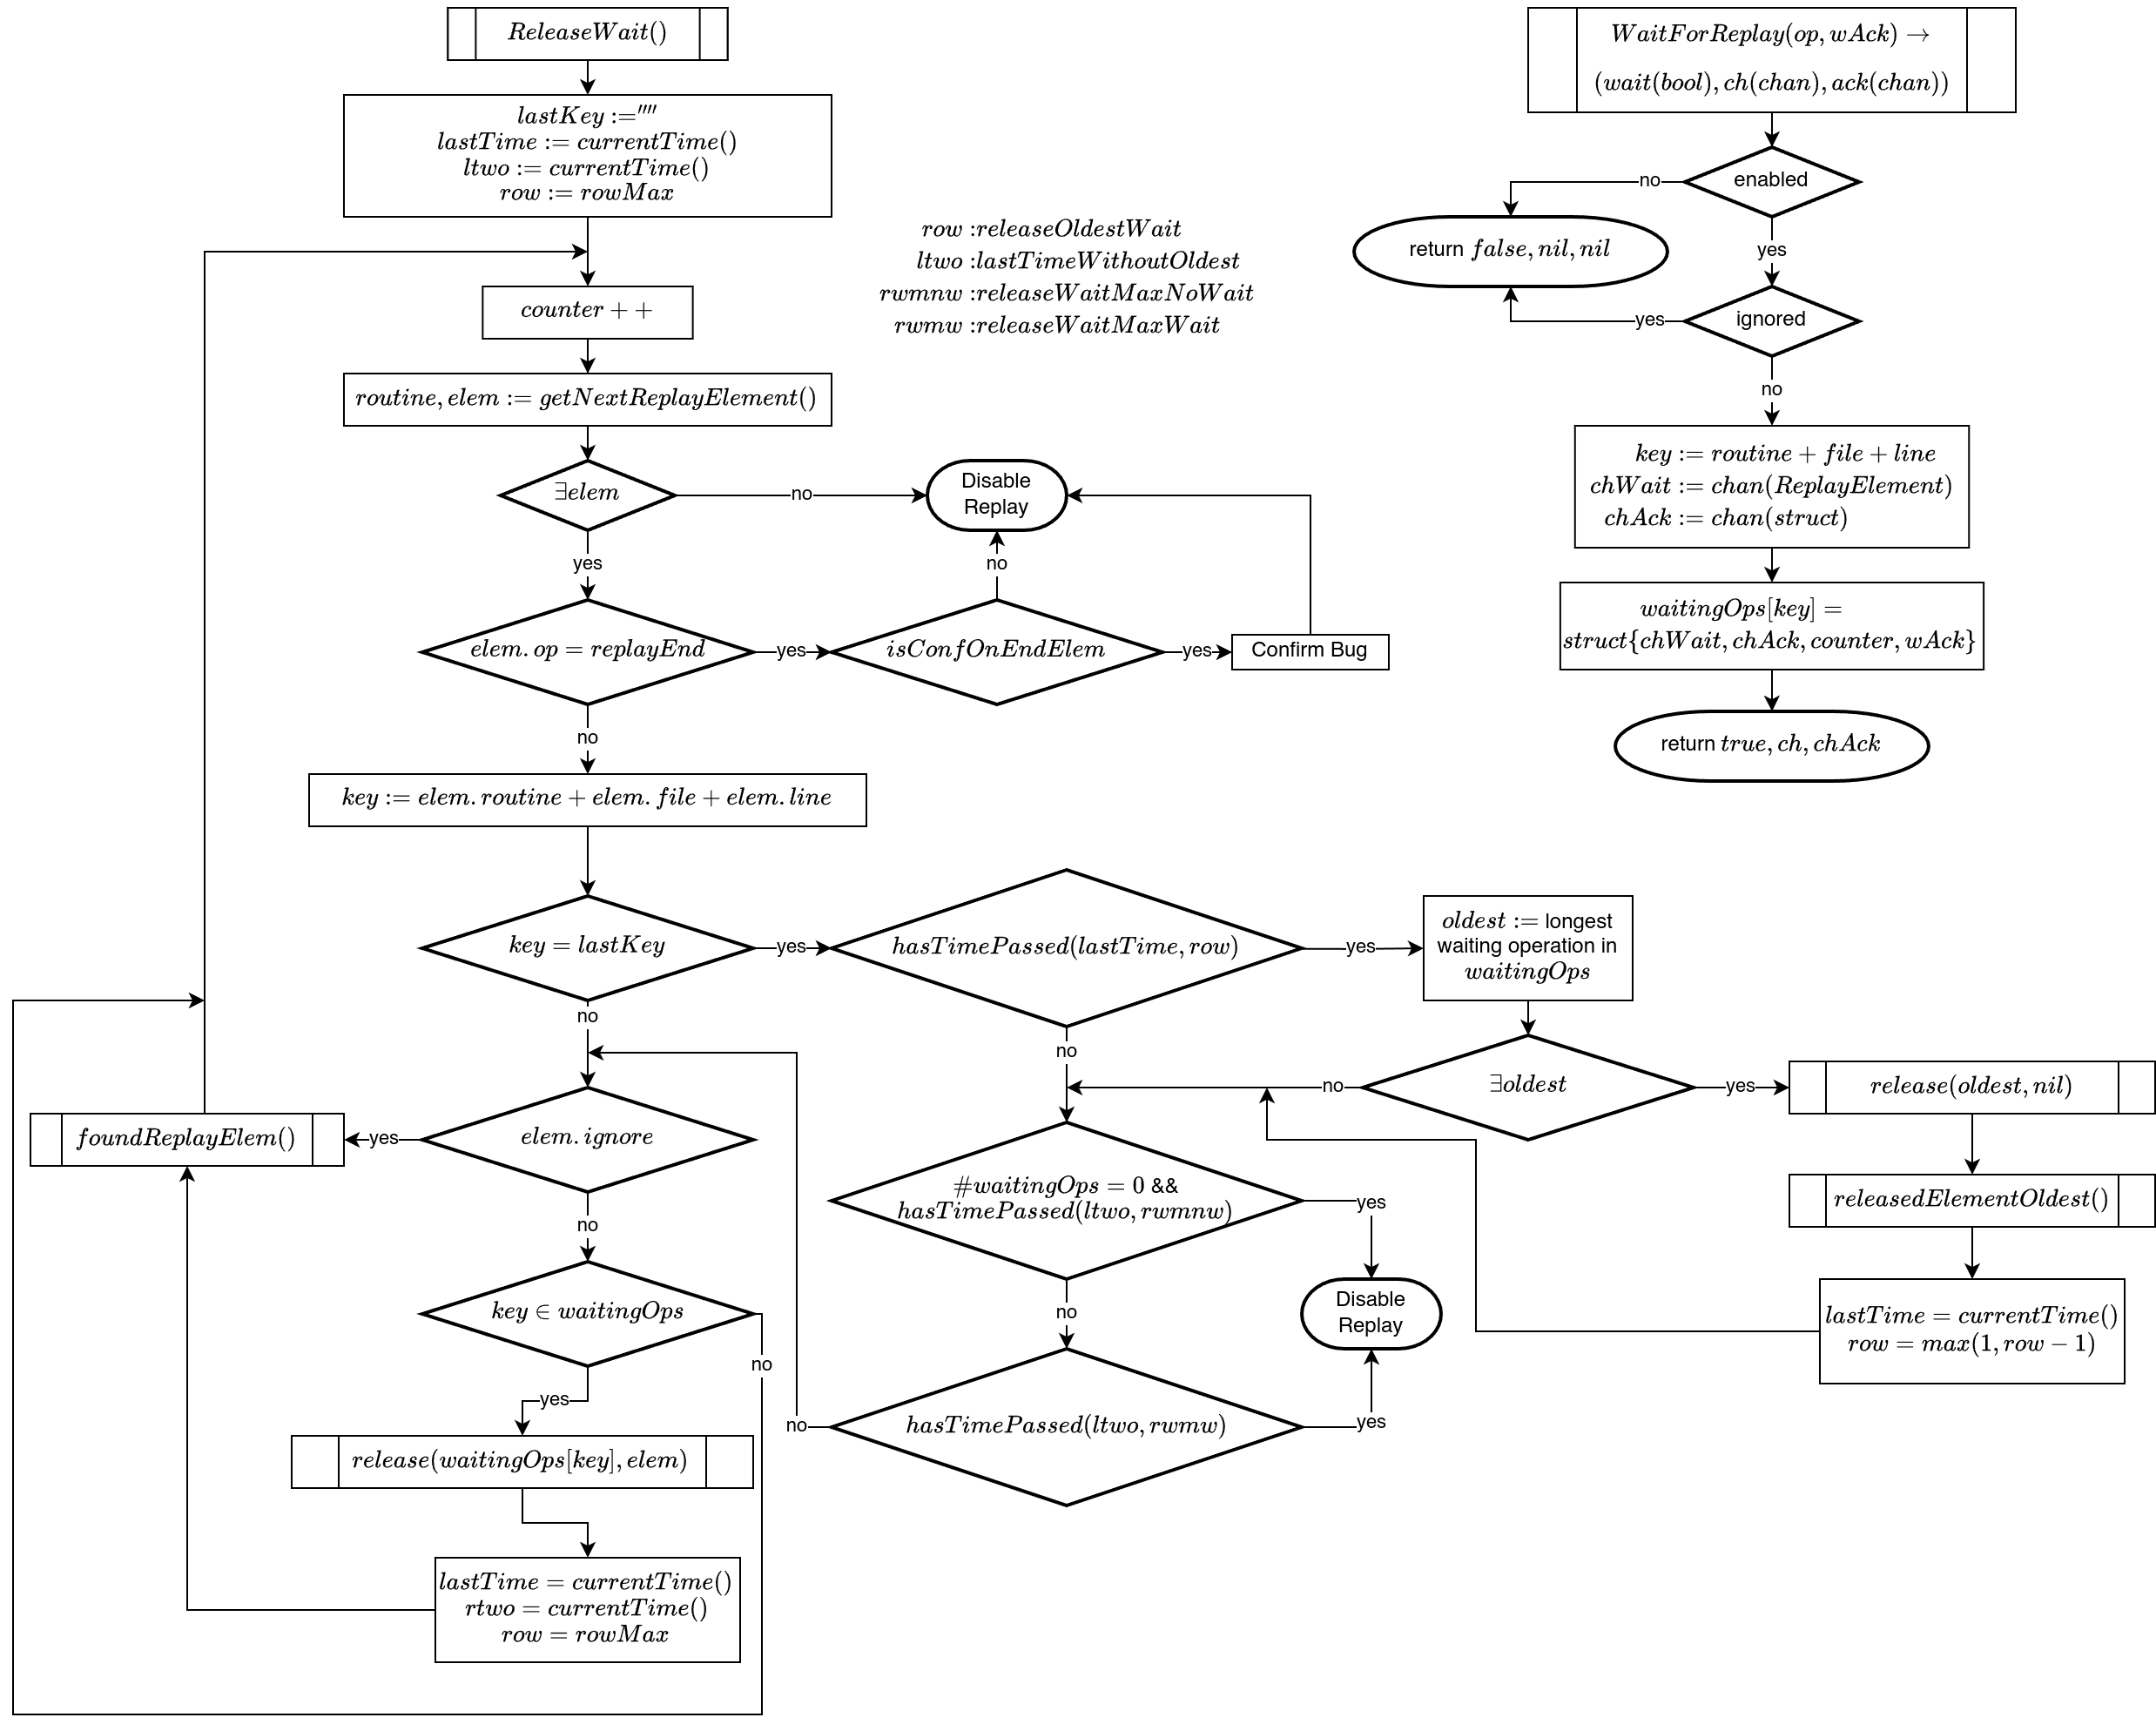 ReleaseWait()
lastKey :=""
lastTime := currentTime()
ltwo := currentTime()
row := rowMax
counter ++
routine, elem := getNextReplayElement()
∃elem
no
Disable
Replay
yes
no
elem. op = replayEnd
yes
isConfOnEndElem
yes
Confirm Bug
no
key := elem. routine + elem. file + elem. line
key = lastKey
yes
hasTimePassed(lastTime, row)
yes
oldest := longest
waiting operation in
waitingOps
no
no
∃oldest
no
yes
release(oldest, nil)
releasedElementOldest()
lastTime = currentTime()
row = max(1, row − 1)
foundReplayElem()
yes
elem. ignore
no
#waitingOps = 0 &&
hasTimePassed(ltwo, rwmnw)
yes
no
Disable
Replay
key ∈ waitingOps
no
yes
hasTimePassed(ltwo, rwmw)
no
yes
release(waitingOps[key], elem)
lastTime = currentTime()
rtwo = currentTime()
row = rowMax
row : releaseOldestWait
ltwo : lastTimeWithoutOldest
rwmnw : releaseWaitMaxNoWait
rwmw : releaseWaitMaxWait
WaitForReplay(op, wAck) →
(wait(bool), ch(chan), ack(chan))
enabled
no
return false, nil, nil
yes
ignored
yes
no
key := routine + file + line
chWait := chan(ReplayElement)
chAck := chan(struct)
waitingOps[key] =
struct{chWait, chAck, counter, wAck}
return true, ch, chAck